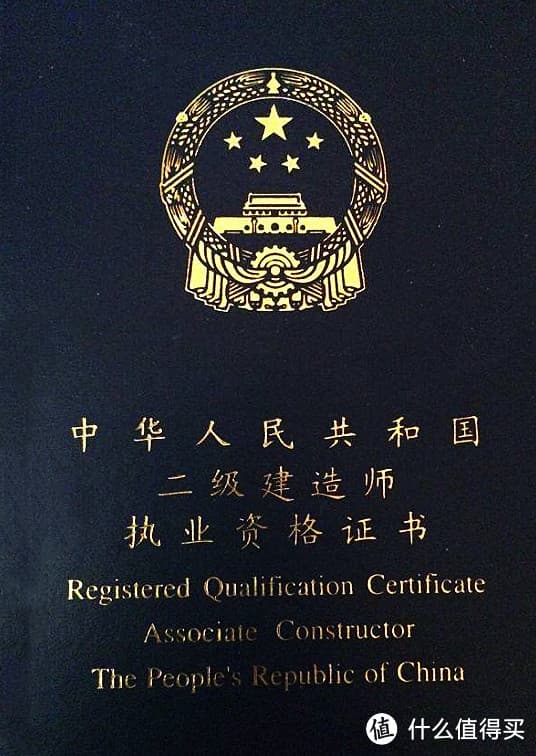 中华人民共和国
二级建造师
执业资格证书
Registered Qualification Certificate
Associate Constructor
The People's Republic of China
值 什么值得买